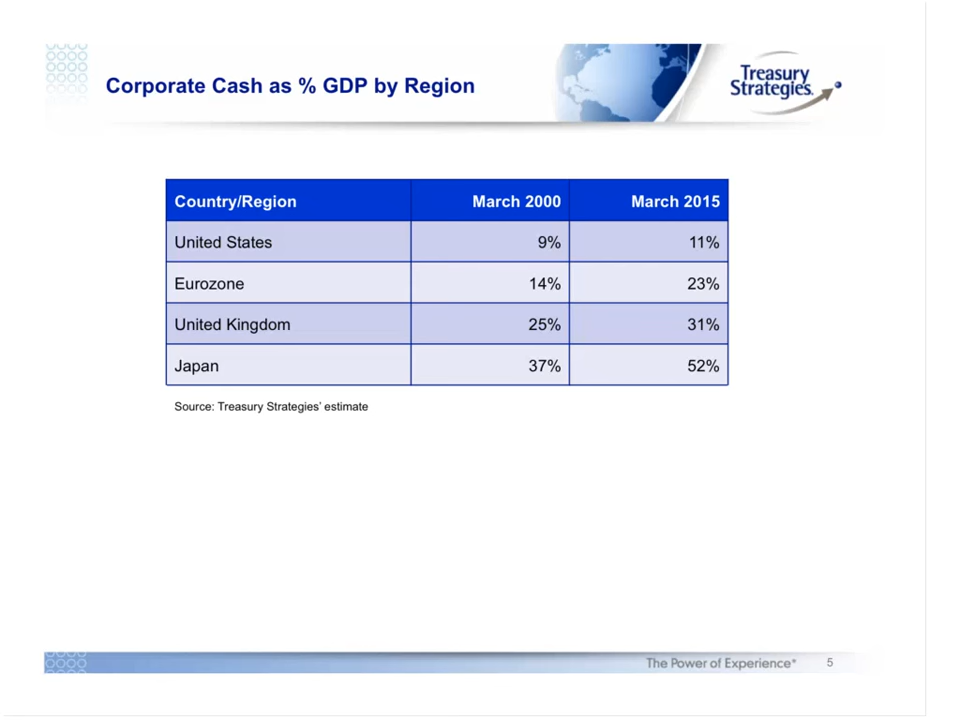 Corporate Cash as % GDP by Region
Treasury
Strategies.
Country/Region March 2000 March 2015
United States 9% 11%
Eurozone 14% 23%
United Kingdom 25% 31%
Japan 37% 52%
Source: Treasury Strategies’ estimate
The Power of Experience® 5